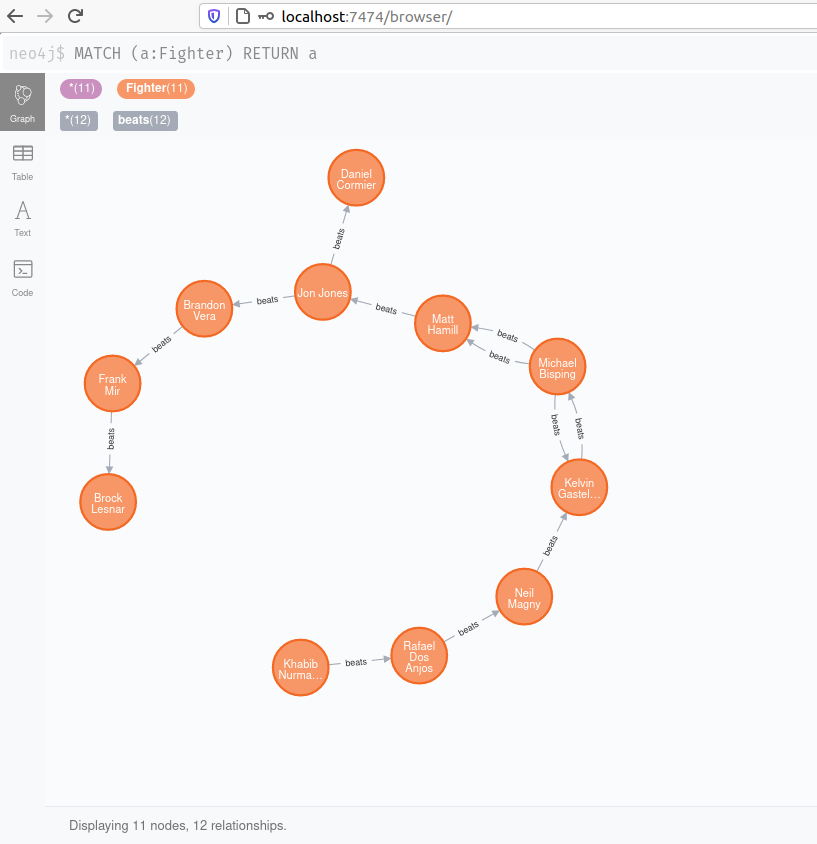 localhost:7474/browser/
neo4j$ MATCH (a:Fighter) RETURN a
*(11) Fighter(11)
*(12) beats(12)
Graph
Table
A
Text
Code
Daniel
Cormier
beats
Jon Jones
beats
Brandon
Vera
beats
Matt
Hamill
beats
beats
Michael
Bisping
beats
Frank
Mir
beats
beats
beats
Brock
Lesnar
Kelvin
Gastel...
beats
Neil
Magny
beats
Rafael
Dos
Anjos
beats
Khabib
Nurma...
Displaying 11 nodes, 12 relationships.